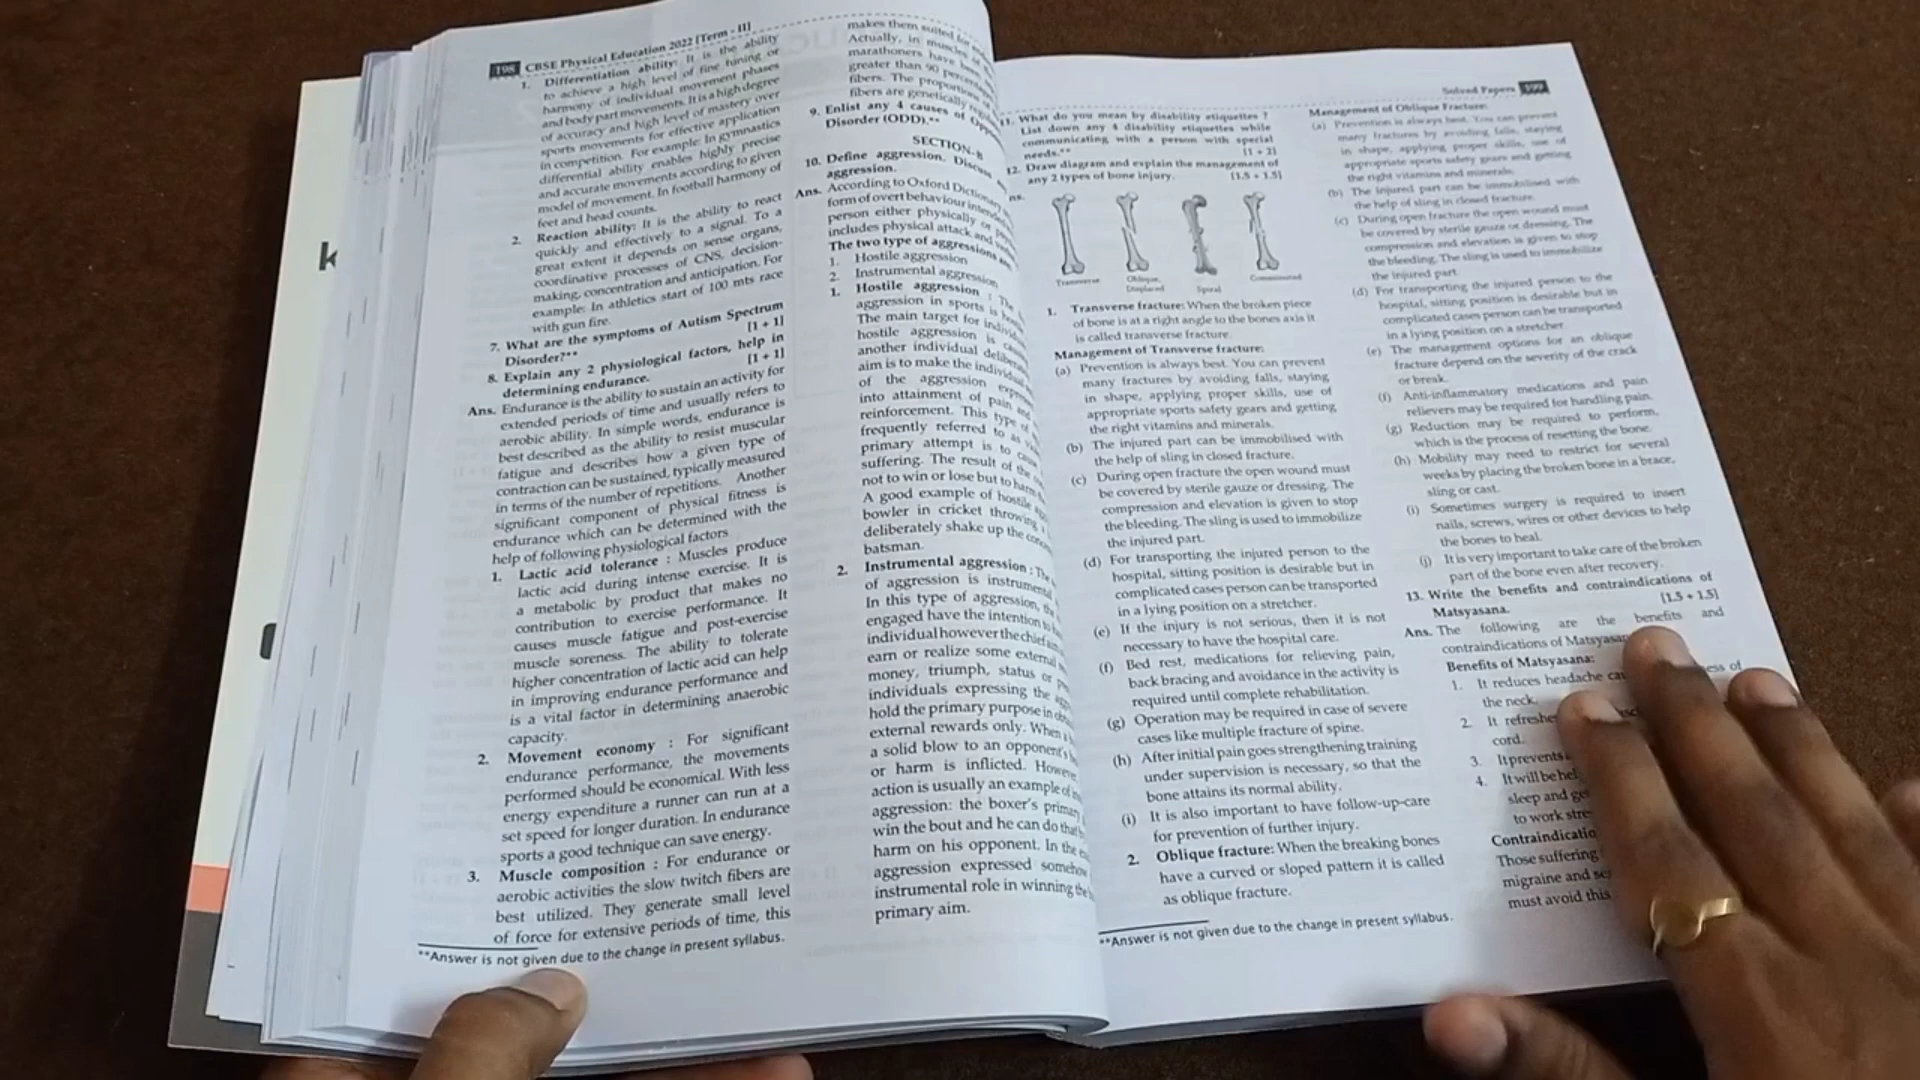 k
198 CBSE Physical Education 2022 [Term - II]
1. Differentiation ability: It is the ability
to achieve a high level of fine tuning or
harmony of individual movement phases
and body part movements. It is a high degree
of accuracy and high level of mastery over
sports movements for effective application
in competition. For example: In gymnastics
differential ability enables highly precise
and accurate movements according to given
model of movement. In football harmony of
feet and head counts.
2. Reaction ability: It is the ability to react
quickly and effectively to a signal. To a
great extent it depends on sense organs,
coordinative processes of CNS, decision-
making, concentration and anticipation. For
example: In athletics start of 100 mts race
with gun fire.
7. What are the symptoms of Autism Spectrum
Disorder?** [1 + 1]
8. Explain any 2 physiological factors, help in
determining endurance. [1 + 1]
Ans. Endurance is the ability to sustain an activity for
extended periods of time and usually refers to
aerobic ability. In simple words, endurance is
best described as the ability to resist muscular
fatigue and describes how a given type of
contraction can be sustained, typically measured
in terms of the number of repetitions. Another
significant component of physical fitness is
endurance which can be determined with the
help of following physiological factors
1. Lactic acid tolerance : Muscles produce
lactic acid during intense exercise. It is
a metabolic by product that makes no
contribution to exercise performance. It
causes muscle fatigue and post-exercise
muscle soreness. The ability to tolerate
higher concentration of lactic acid can help
in improving endurance performance and
is a vital factor in determining anaerobic
capacity.
2. Movement economy : For significant
endurance performance, the movements
performed should be economical. With less
energy expenditure a runner can run at a
set speed for longer duration. In endurance
sports a good technique can save energy.
3. Muscle composition : For endurance or
aerobic activities the slow twitch fibers are
best utilized. They generate small level
of force for extensive periods of time, this
**Answer is not given due to the change in present syllabus.
makes them suited for
Actually, in muscles
marathoners have
greater than 90
fibers. The
fibers are genetically
9. Enlist any 4 causes of
Disorder (ODD).**
SECTION-B
10. Define aggression. Discuss
aggression.
Ans. According to Oxford Dictionary
form of overt behaviour
person either physically or
includes physical attack and
The two type of aggressions
1. Hostile aggression
2. Instrumental aggression
1. Hostile aggression :
aggression in sports is
The main target for
hostile aggression is
another individual
aim is to make the
of the aggression
into attainment of pain
reinforcement. This type of
frequently referred to as
primary attempt is to
suffering. The result of the
not to win or lose but to harm
A good example of hostile
bowler in cricket throwing a
deliberately shake up the
batsman.
2. Instrumental aggression :
of aggression is instrumental
In this type of aggression,
engaged have the intention to
individual however the chief
earn or realize some external
money, triumph, status or
individuals expressing the
hold the primary purpose in
external rewards only. When
a solid blow to an opponent's
or harm is inflicted.
action is usually an example of
aggression: the boxer's primary
win the bout and he can do that
harm on his opponent. In the
aggression expressed somehow
instrumental role in winning the
primary aim.
Solved Papers 199
11. What do you mean by disability etiquettes ?
List down any 4 disability etiquettes while
communicating with a person with special
needs.** [1 + 2]
12. Draw diagram and explain the management of
any 2 types of bone injury. [1.5 + 1.5]
Transverse Oblique, Displaced Spiral Comminuted
1. Transverse fracture: When the broken piece
of bone is at a right angle to the bones axis it
is called transverse fracture.
Management of Transverse fracture:
(a) Prevention is always best. You can prevent
many fractures by avoiding falls, staying
in shape, applying proper skills, use of
appropriate sports safety gears and getting
the right vitamins and minerals.
(b) The injured part can be immobilised with
the help of sling in closed fracture.
(c) During open fracture the open wound must
be covered by sterile gauze or dressing. The
compression and elevation is given to stop
the bleeding. The sling is used to immobilize
the injured part.
(d) For transporting the injured person to the
hospital, sitting position is desirable but in
complicated cases person can be transported
in a lying position on a stretcher.
(e) If the injury is not serious, then it is not
necessary to have the hospital care.
(f) Bed rest, medications for relieving pain,
back bracing and avoidance in the activity is
required until complete rehabilitation.
(g) Operation may be required in case of severe
cases like multiple fracture of spine.
(h) After initial pain goes strengthening training
under supervision is necessary, so that the
bone attains its normal ability.
(i) It is also important to have follow-up-care
for prevention of further injury.
2. Oblique fracture: When the breaking bones
have a curved or sloped pattern it is called
as oblique fracture.
**Answer is not given due to the change in present syllabus.
Management of Oblique Fracture:
(a) Prevention is always best. You can prevent
many fractures by avoiding falls, staying
in shape, applying proper skills, use of
appropriate sports safety gears and getting
the right vitamins and minerals.
(b) The injured part can be immobilised with
the help of sling in closed fracture.
(c) During open fracture the open wound must
be covered by sterile gauze or dressing. The
compression and elevation is given to stop
the bleeding. The sling is used to immobilize
the injured part.
(d) For transporting the injured person to the
hospital, sitting position is desirable but in
complicated cases person can be transported
in a lying position on a stretcher.
(e) The management options for an oblique
fracture depend on the severity of the crack
or break.
(f) Anti-inflammatory medications and pain
relievers may be required for handling pain.
(g) Reduction may be required to perform,
which is the process of resetting the bone.
(h) Mobility may need to restrict for several
weeks by placing the broken bone in a brace,
sling or cast.
(i) Sometimes surgery is required to insert
nails, screws, wires or other devices to help
the bones to heal.
(j) It is very important to take care of the broken
part of the bone even after recovery.
13. Write the benefits and contraindications of
Matsyasana. [1.5 + 1.5]
Ans. The following are the benefits and
contraindications of
Benefits of Matsyasana:
1. It reduces headache of
the neck.
2. It
cord.
3. It prevents
4. It will be
sleep and
to work
Those suffering
migraine and
must avoid this